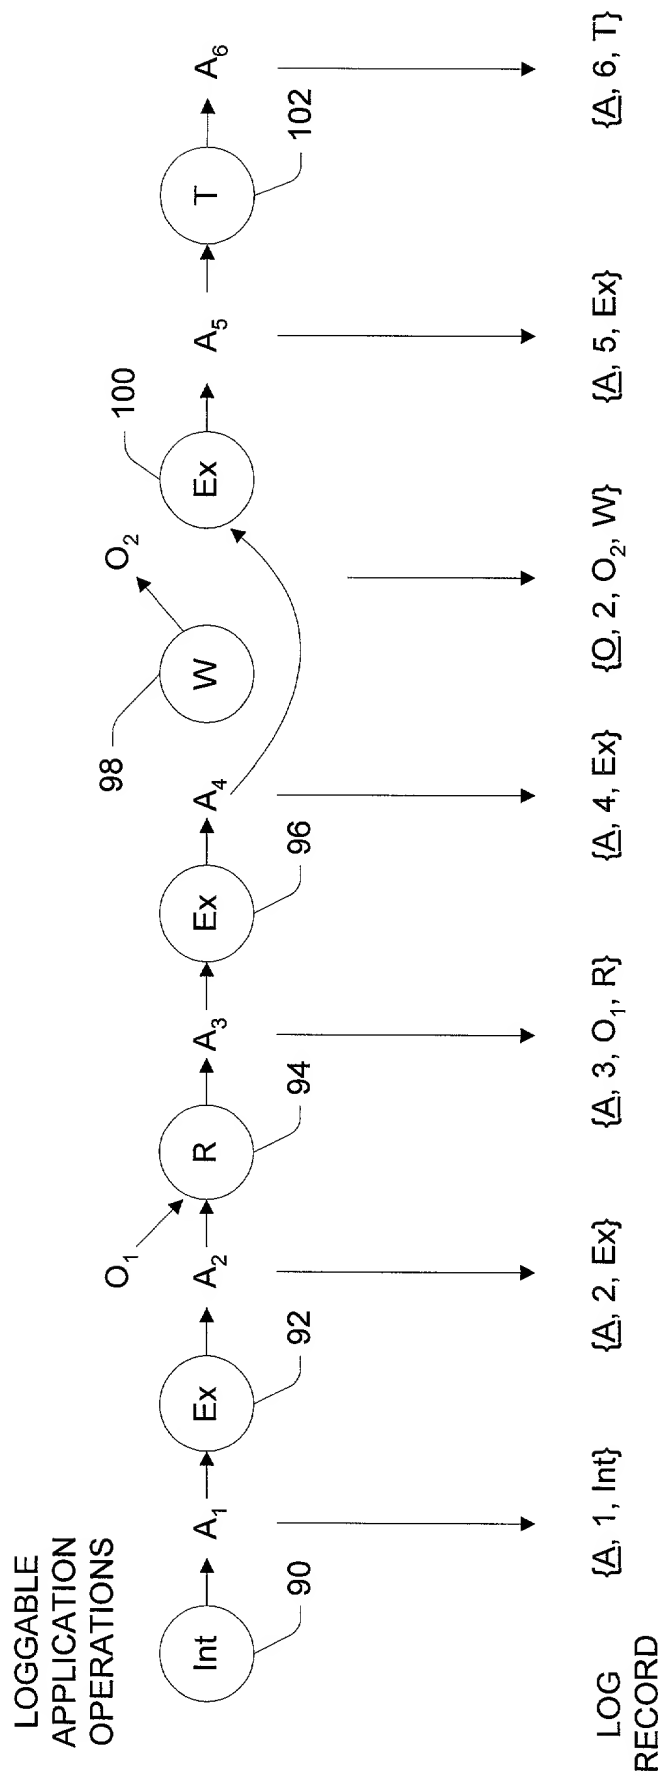 LOGGABLE
APPLICATION
OPERATIONS
Int
90
A₁
Ex
92
A₂
O₁
R
94
A₃
Ex
96
A₄
W
98
O₂
Ex
100
A₅
T
102
A₆
LOG
RECORD
{A, 1, Int}
{A, 2, Ex}
{A, 3, O₁, R}
{A, 4, Ex}
{O, 2, O₂, W}
{A, 5, Ex}
{A, 6, T}